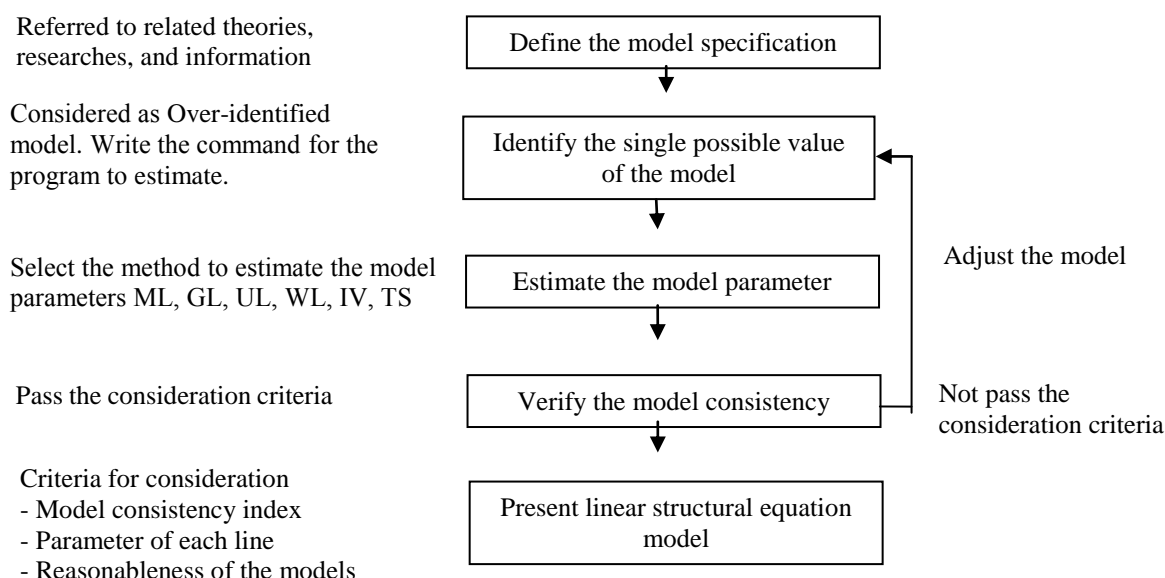 Referred to related theories,
researches, and information
Define the model specification
Considered as Over-identified
model. Write the command for the
program to estimate.
Identify the single possible value
of the model
Adjust the model
Select the method to estimate the model
parameters ML, GL, UL, WL, IV, TS
Estimate the model parameter
Pass the consideration criteria
Verify the model consistency
Not pass the
consideration criteria
Criteria for consideration
- Model consistency index
- Parameter of each line
- Reasonableness of the models
Present linear structural equation
model